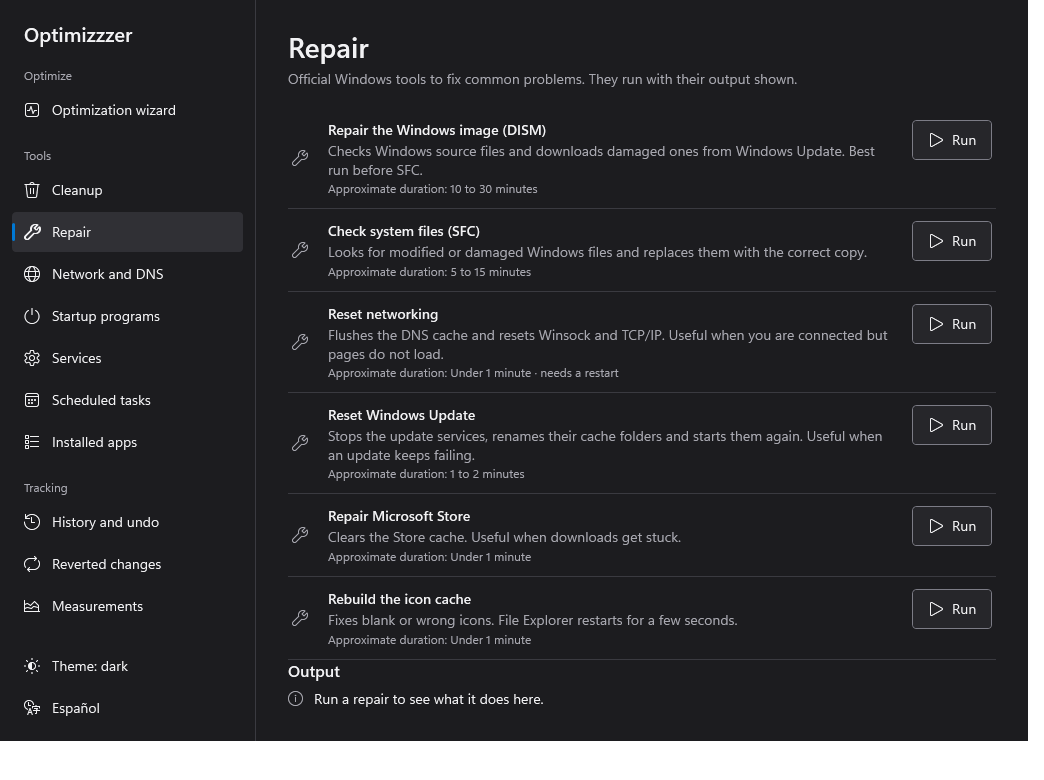 Optimizzzer
Optimize
Optimization wizard
Tools
Cleanup
Repair
Network and DNS
Startup programs
Services
Scheduled tasks
Installed apps
Tracking
History and undo
Reverted changes
Measurements
Theme: dark
Español
Repair
Official Windows tools to fix common problems. They run with their output shown.
Repair the Windows image (DISM)
Checks Windows source files and downloads damaged ones from Windows Update. Best
run before SFC.
Approximate duration: 10 to 30 minutes
Run
Check system files (SFC)
Looks for modified or damaged Windows files and replaces them with the correct copy.
Approximate duration: 5 to 15 minutes
Run
Reset networking
Flushes the DNS cache and resets Winsock and TCP/IP. Useful when you are connected but
pages do not load.
Approximate duration: Under 1 minute · needs a restart
Run
Reset Windows Update
Stops the update services, renames their cache folders and starts them again. Useful when
an update keeps failing.
Approximate duration: 1 to 2 minutes
Run
Repair Microsoft Store
Clears the Store cache. Useful when downloads get stuck.
Approximate duration: Under 1 minute
Run
Rebuild the icon cache
Fixes blank or wrong icons. File Explorer restarts for a few seconds.
Approximate duration: Under 1 minute
Run
Output
Run a repair to see what it does here.